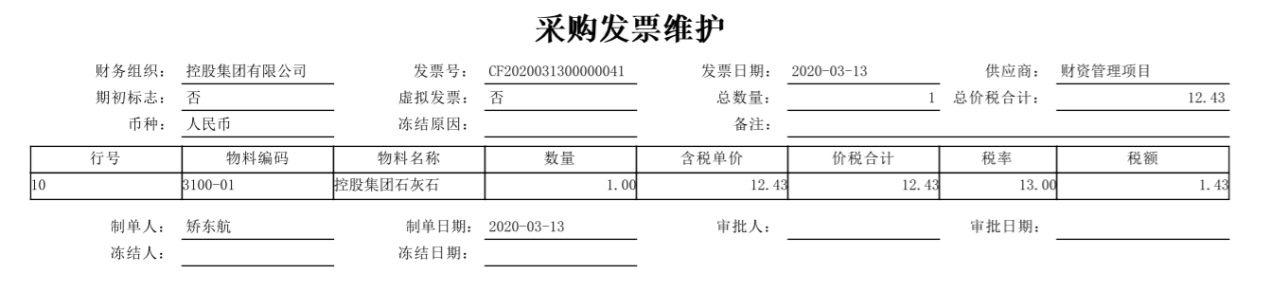 采购发票维护
财务组织: 控股集团有限公司 发票号: CF2020031300000041 发票日期: 2020-03-13 供应商: 财资管理项目
期初标志: 否 虚拟发票: 否 总数量: 1 总价税合计: 12.43
币种: 人民币 冻结原因: 备注:
行号 物料编码 物料名称 数量 含税单价 价税合计 税率 税额
10 3100-01 控股集团石灰石 1.00 12.43 12.43 13.00 1.43
制单人: 矫东航 制单日期: 2020-03-13 审批人: 审批日期:
冻结人: 冻结日期: